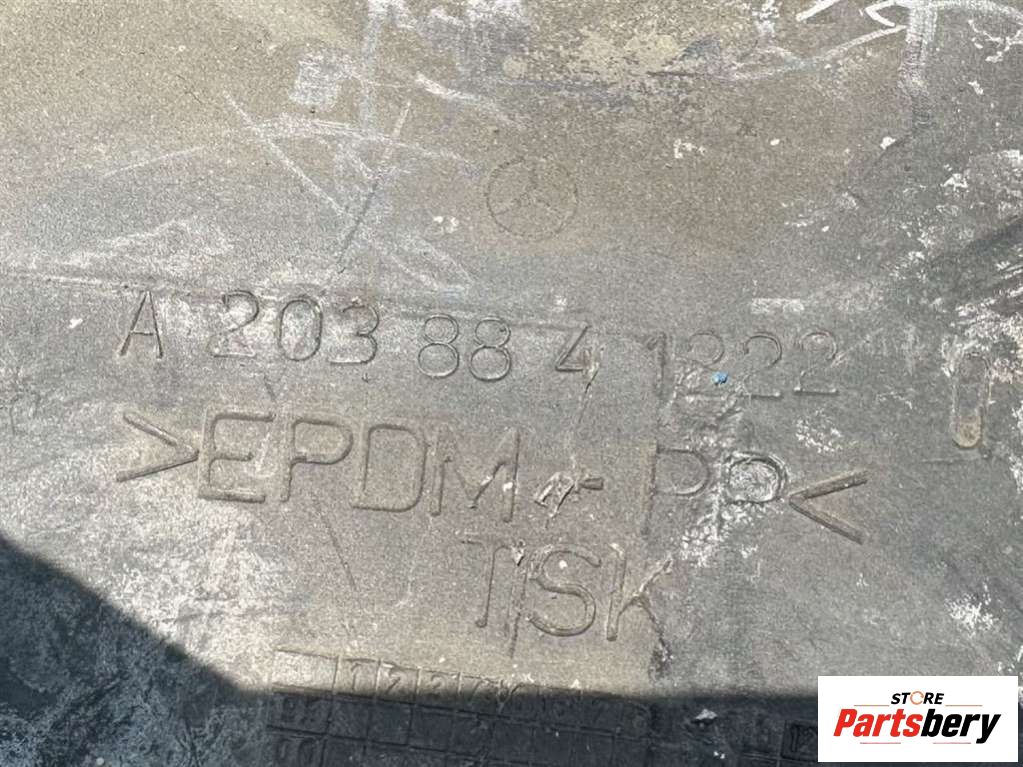 A 203 88 4 1222
>EPDM + PP<
TSK
STORE
Partsbery